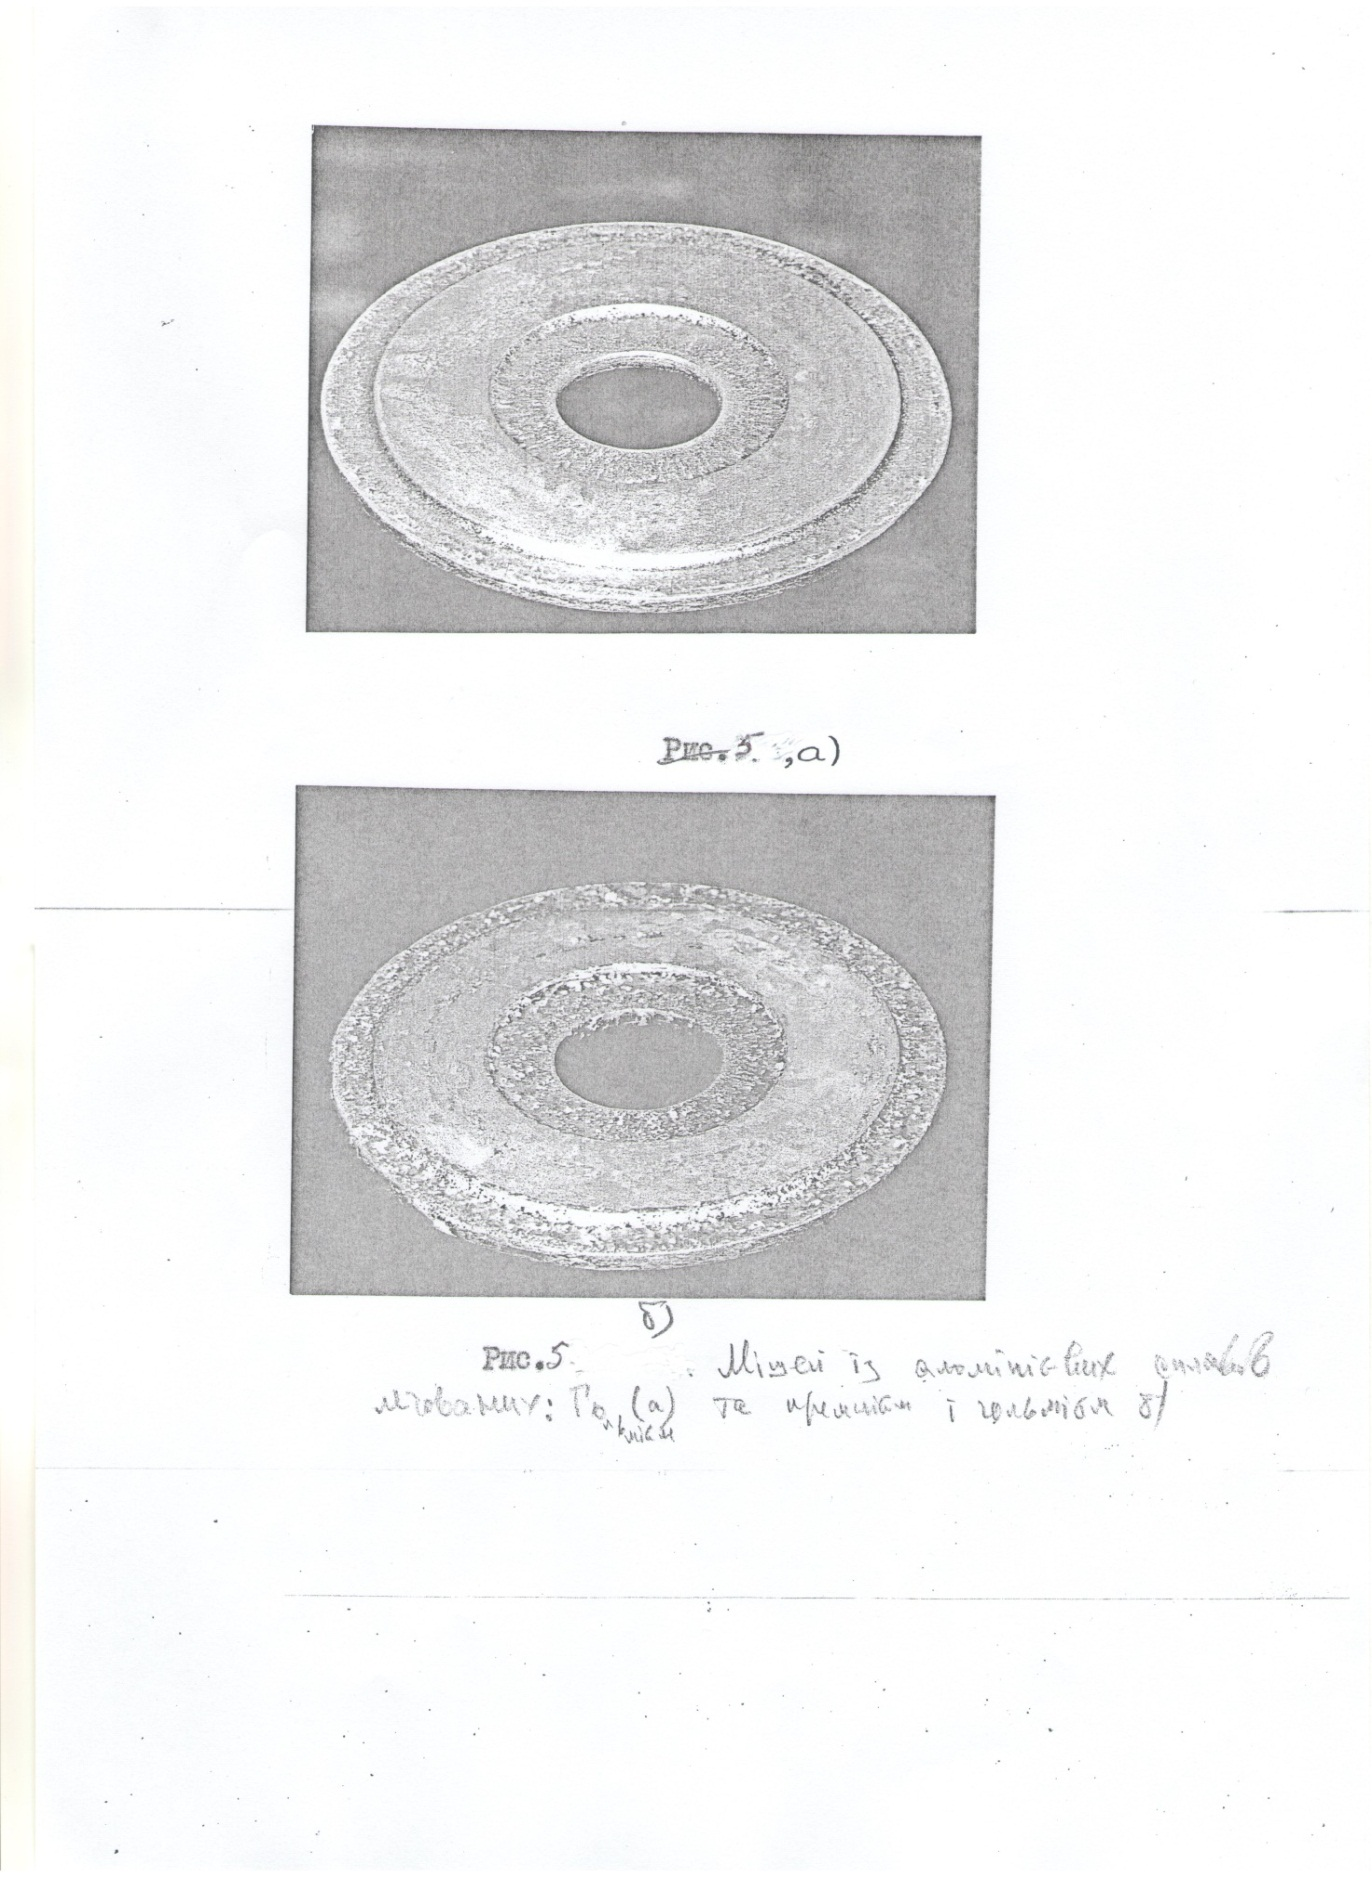 Рис.5 ,а)
б)
Рис.5 . Мішені із алюмінієвих сплавів
легованих: Го (а) та кремнієм і гольмієм б)